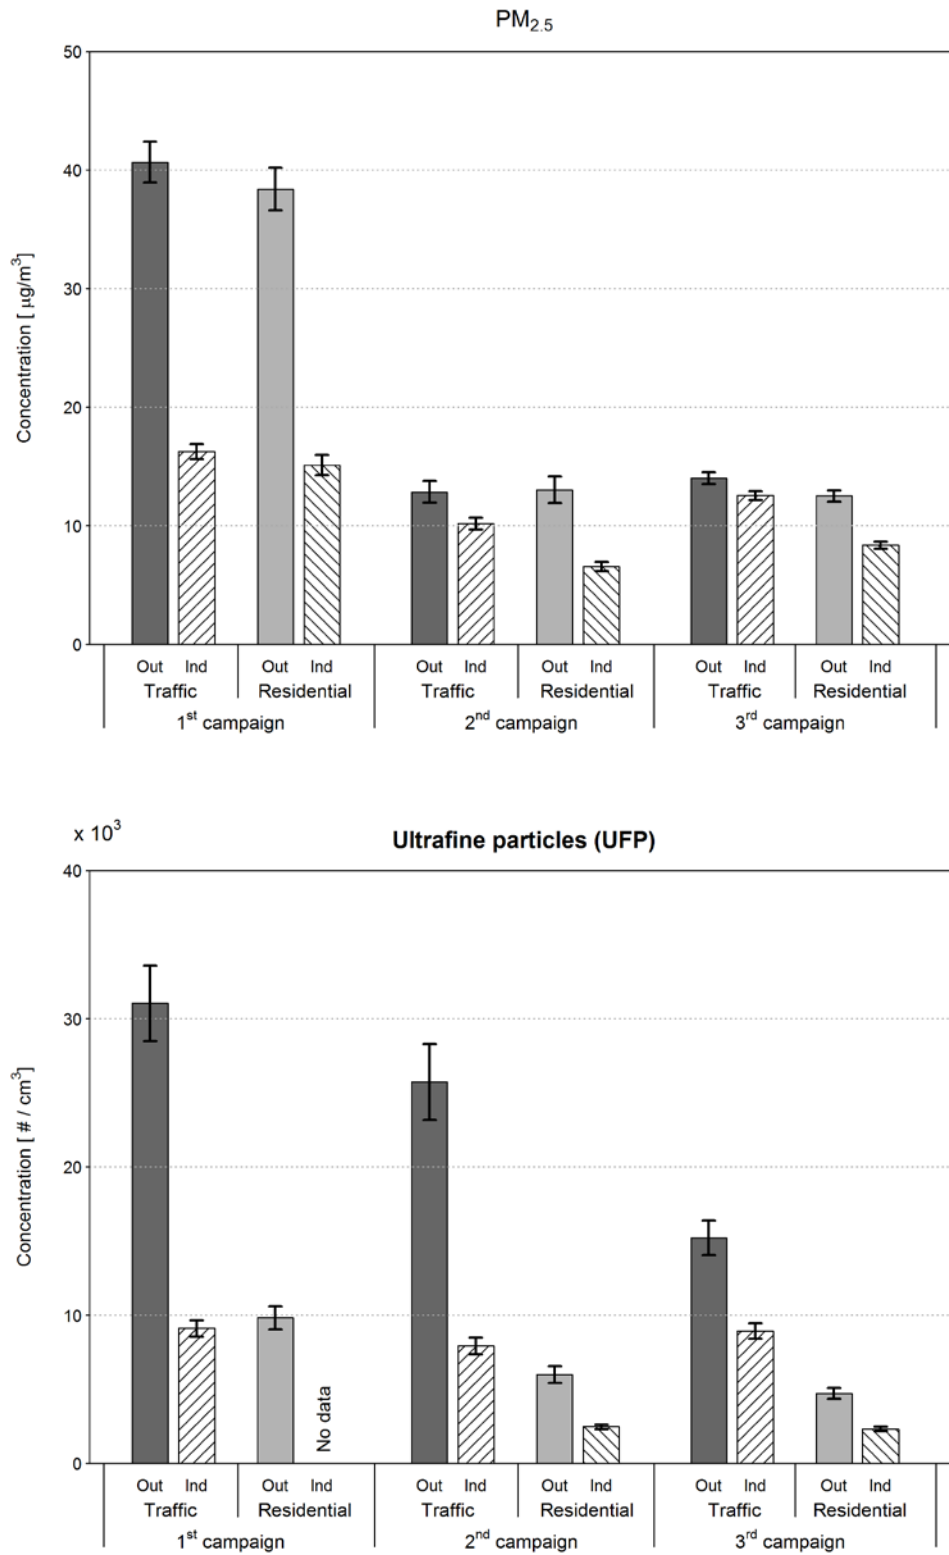 PM2.5
50
40
30
20
10
0
Concentration [ μg/m3]
Out Ind Out Ind Out Ind Out Ind Out Ind Out Ind
Traffic Residential Traffic Residential Traffic Residential
1st campaign 2nd campaign 3rd campaign
x 103
Ultrafine particles (UFP)
40
30
20
10
0
Concentration [ # / cm3]
No data
Out Ind Out Ind Out Ind Out Ind Out Ind Out Ind
Traffic Residential Traffic Residential Traffic Residential
1st campaign 2nd campaign 3rd campaign